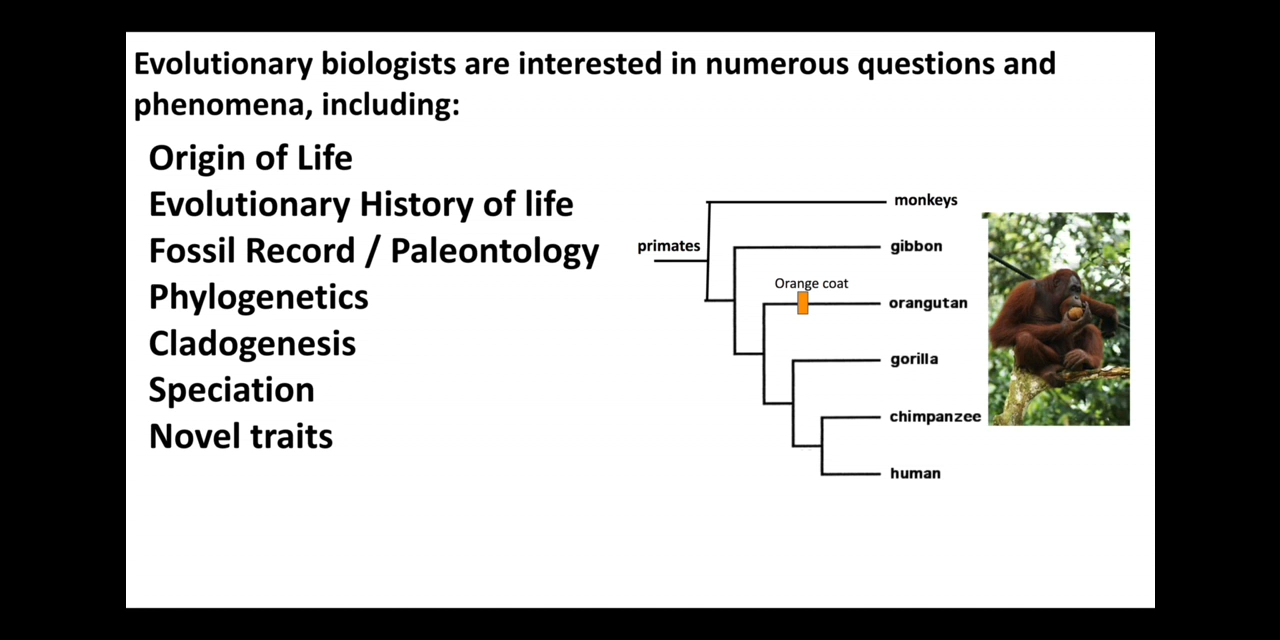 Evolutionary biologists are interested in numerous questions and
phenomena, including:
Origin of Life
Evolutionary History of life
Fossil Record / Paleontology
Phylogenetics
Cladogenesis
Speciation
Novel traits
primates
monkeys
gibbon
Orange coat
orangutan
gorilla
chimpanzee
human